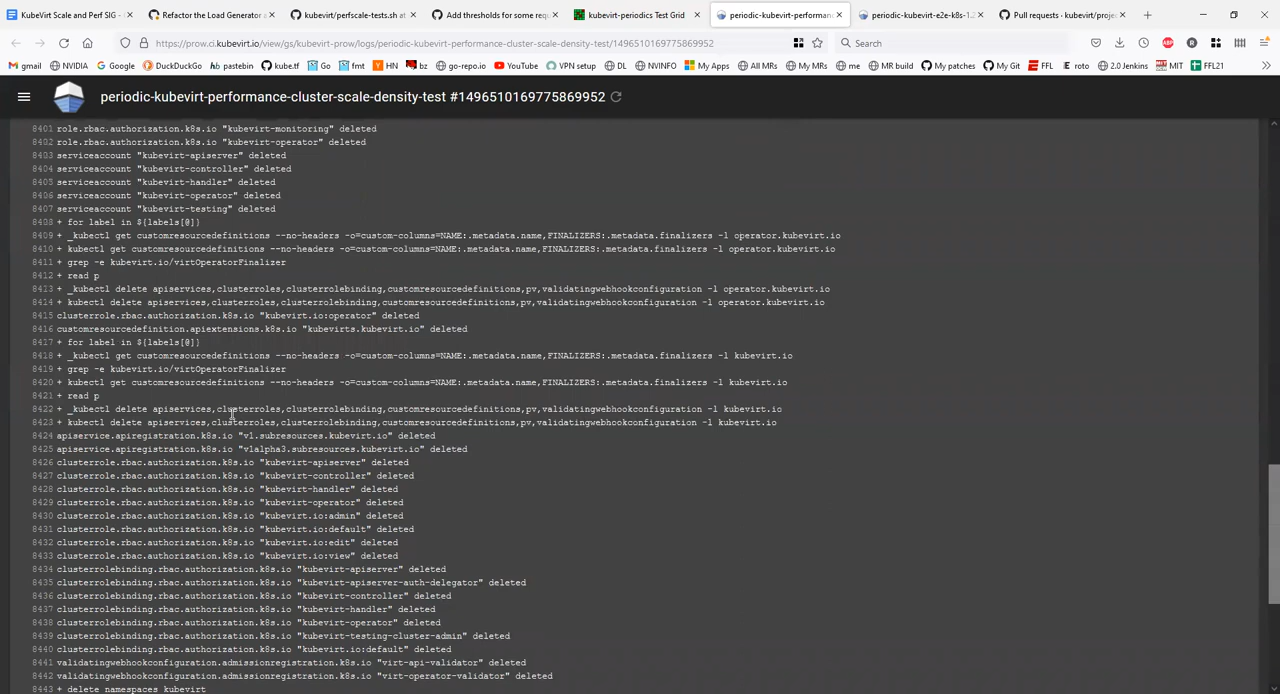 KubeVirt Scale and Perf SIG -
Refactor the Load Generator a
kubevirt/perfscale-tests.sh at
Add thresholds for some requ
kubevirt-periodics Test Grid
periodic-kubevirt-performanc
periodic-kubevirt-e2e-k8s-1.2
Pull requests · kubevirt/projec
https://prow.ci.kubevirt.io/view/gs/kubevirt-prow/logs/periodic-kubevirt-performance-cluster-scale-density-test/1496510169775869952
Search
gmail NVIDIA Google DuckDuckGo pastebin kube.tf Go fmt HN bz go-repo.io YouTube VPN setup DL NVINFO My Apps All MRs My MRs me MR build My patches My Git FFL roto 2.0 Jenkins MIT FFL21
periodic-kubevirt-performance-cluster-scale-density-test #1496510169775869952
8401 role.rbac.authorization.k8s.io "kubevirt-monitoring" deleted
8402 role.rbac.authorization.k8s.io "kubevirt-operator" deleted
8403 serviceaccount "kubevirt-apiserver" deleted
8404 serviceaccount "kubevirt-controller" deleted
8405 serviceaccount "kubevirt-handler" deleted
8406 serviceaccount "kubevirt-operator" deleted
8407 serviceaccount "kubevirt-testing" deleted
8408 + for label in ${labels[@]}
8409 + _kubectl get customresourcedefinitions --no-headers -o=custom-columns=NAME:.metadata.name,FINALIZERS:.metadata.finalizers -l operator.kubevirt.io
8410 + kubectl get customresourcedefinitions --no-headers -o=custom-columns=NAME:.metadata.name,FINALIZERS:.metadata.finalizers -l operator.kubevirt.io
8411 + grep -e kubevirt.io/virtOperatorFinalizer
8412 + read p
8413 + _kubectl delete apiservices,clusterroles,clusterrolebinding,customresourcedefinitions,pv,validatingwebhookconfiguration -l operator.kubevirt.io
8414 + kubectl delete apiservices,clusterroles,clusterrolebinding,customresourcedefinitions,pv,validatingwebhookconfiguration -l operator.kubevirt.io
8415 clusterrole.rbac.authorization.k8s.io "kubevirt.io:operator" deleted
8416 customresourcedefinition.apiextensions.k8s.io "kubevirts.kubevirt.io" deleted
8417 + for label in ${labels[@]}
8418 + _kubectl get customresourcedefinitions --no-headers -o=custom-columns=NAME:.metadata.name,FINALIZERS:.metadata.finalizers -l kubevirt.io
8419 + grep -e kubevirt.io/virtOperatorFinalizer
8420 + kubectl get customresourcedefinitions --no-headers -o=custom-columns=NAME:.metadata.name,FINALIZERS:.metadata.finalizers -l kubevirt.io
8421 + read p
8422 + _kubectl delete apiservices,clusterroles,clusterrolebinding,customresourcedefinitions,pv,validatingwebhookconfiguration -l kubevirt.io
8423 + kubectl delete apiservices,clusterroles,clusterrolebinding,customresourcedefinitions,pv,validatingwebhookconfiguration -l kubevirt.io
8424 apiservice.apiregistration.k8s.io "v1.subresources.kubevirt.io" deleted
8425 apiservice.apiregistration.k8s.io "v1alpha3.subresources.kubevirt.io" deleted
8426 clusterrole.rbac.authorization.k8s.io "kubevirt-apiserver" deleted
8427 clusterrole.rbac.authorization.k8s.io "kubevirt-controller" deleted
8428 clusterrole.rbac.authorization.k8s.io "kubevirt-handler" deleted
8429 clusterrole.rbac.authorization.k8s.io "kubevirt-operator" deleted
8430 clusterrole.rbac.authorization.k8s.io "kubevirt.io:admin" deleted
8431 clusterrole.rbac.authorization.k8s.io "kubevirt.io:default" deleted
8432 clusterrole.rbac.authorization.k8s.io "kubevirt.io:edit" deleted
8433 clusterrole.rbac.authorization.k8s.io "kubevirt.io:view" deleted
8434 clusterrolebinding.rbac.authorization.k8s.io "kubevirt-apiserver" deleted
8435 clusterrolebinding.rbac.authorization.k8s.io "kubevirt-apiserver-auth-delegator" deleted
8436 clusterrolebinding.rbac.authorization.k8s.io "kubevirt-controller" deleted
8437 clusterrolebinding.rbac.authorization.k8s.io "kubevirt-handler" deleted
8438 clusterrolebinding.rbac.authorization.k8s.io "kubevirt-operator" deleted
8439 clusterrolebinding.rbac.authorization.k8s.io "kubevirt-testing-cluster-admin" deleted
8440 clusterrolebinding.rbac.authorization.k8s.io "kubevirt.io:default" deleted
8441 validatingwebhookconfiguration.admissionregistration.k8s.io "virt-api-validator" deleted
8442 validatingwebhookconfiguration.admissionregistration.k8s.io "virt-operator-validator" deleted
8443 + delete namespaces kubevirt